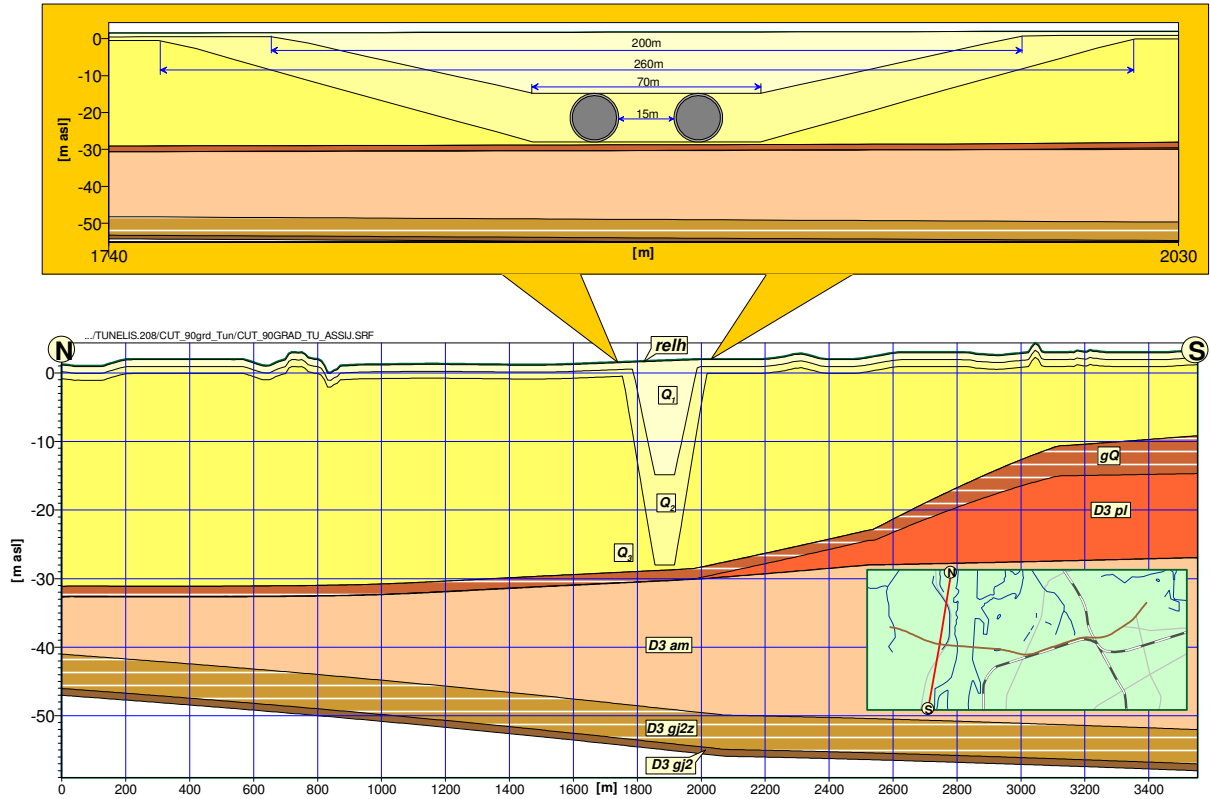 0
200m
260m
-10
70m
15m
-20
[m asl]
-30
-40
-50
1740
[m]
2030
.../TUNELIS.208/CUT_90grd_Tun/CUT_90GRAD_TU_ASSIJ.SRF
N
relh
S
0
Q1
-10
gQ
-20
Q2
D3 pl
[m asl]
Q3
-30
N
-40
D3 am
-50
D3 gj2z
S
D3 gj2
0 200 400 600 800 1000 1200 1400 1600 [m] 1800 2000 2200 2400 2600 2800 3000 3200 3400